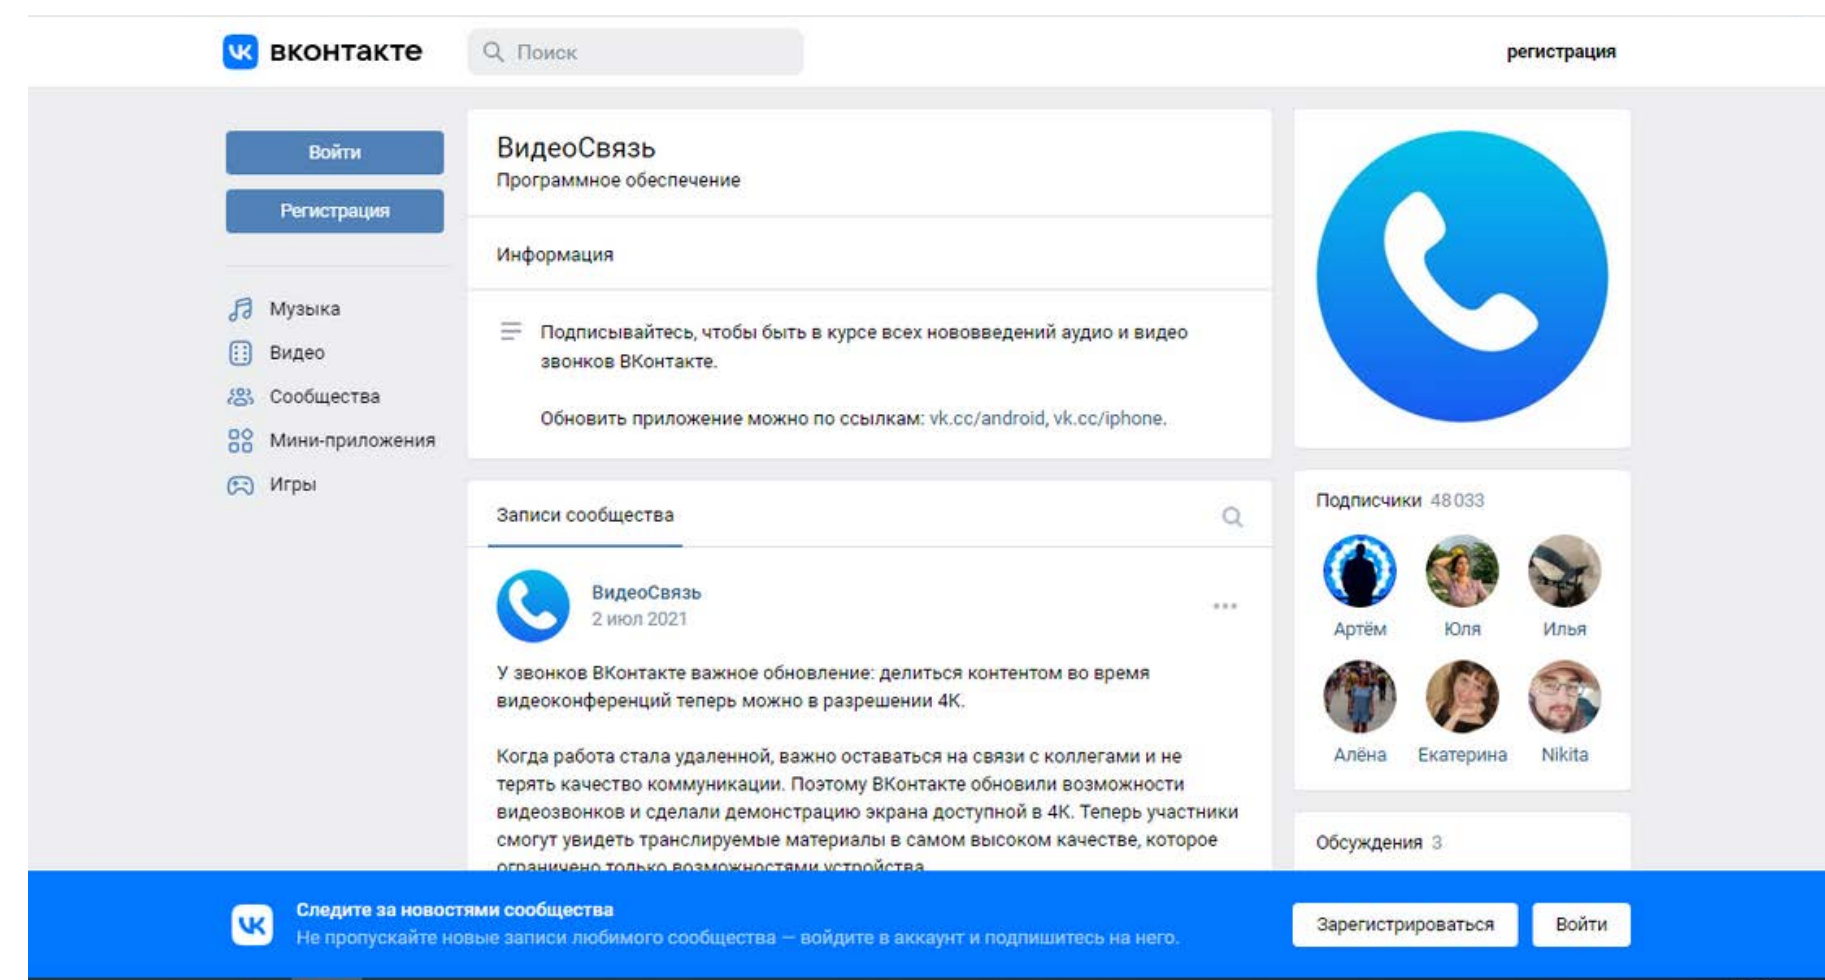 вконтакте
Поиск
регистрация
Войти
Регистрация
Музыка
Видео
Сообщества
Мини-приложения
Игры
ВидеоСвязь
Программное обеспечение
Информация
Подписывайтесь, чтобы быть в курсе всех нововведений аудио и видео
звонков ВКонтакте.
Обновить приложение можно по ссылкам: vk.cc/android, vk.cc/iphone.
Записи сообщества
ВидеоСвязь
2 июл 2021
У звонков ВКонтакте важное обновление: делиться контентом во время
видеоконференций теперь можно в разрешении 4К.
Когда работа стала удаленной, важно оставаться на связи с коллегами и не
терять качество коммуникации. Поэтому ВКонтакте обновили возможности
видеозвонков и сделали демонстрацию экрана доступной в 4К. Теперь участники
смогут увидеть транслируемые материалы в самом высоком качестве, которое
ограничено только возможностями устройства
Подписчики 48 033
Артём Юля Илья
Алёна Екатерина Nikita
Обсуждения 3
Следите за новостями сообщества
Не пропускайте новые записи любимого сообщества — войдите в аккаунт и подпишитесь на него.
Зарегистрироваться
Войти